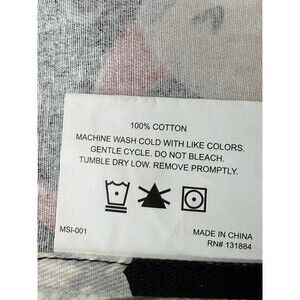 100% COTTON
MACHINE WASH COLD WITH LIKE COLORS.
GENTLE CYCLE. DO NOT BLEACH.
TUMBLE DRY LOW. REMOVE PROMPTLY.
MSI-001
MADE IN CHINA
RN# 131884